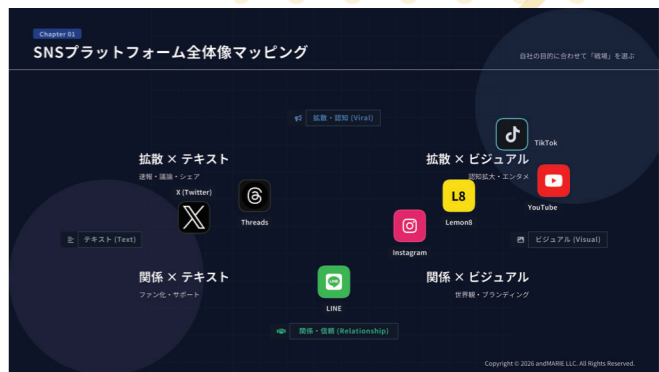 Chapter 01
SNSプラットフォーム全体像マッピング
自社の目的に合わせて「戦場」を選ぶ
拡散・認知 (Viral)
TikTok
拡散 × テキスト
拡散 × ビジュアル
速報・議論・シェア
認知拡大・エンタメ
X (Twitter)
L8
Threads
Lemon8
YouTube
テキスト (Text)
ビジュアル (Visual)
Instagram
関係 × テキスト
関係 × ビジュアル
ファン化・サポート
世界観・ブランディング
LINE
LINE
関係・信頼 (Relationship)
Copyright © 2026 andMARIE LLC. All Rights Reserved.